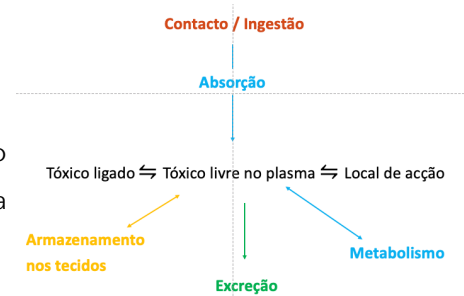 Contacto / Ingestão
Absorção
o
Tóxico ligado ⇋ Tóxico livre no plasma ⇋ Local de acção
a
Armazenamento
nos tecidos
Metabolismo
Excreção